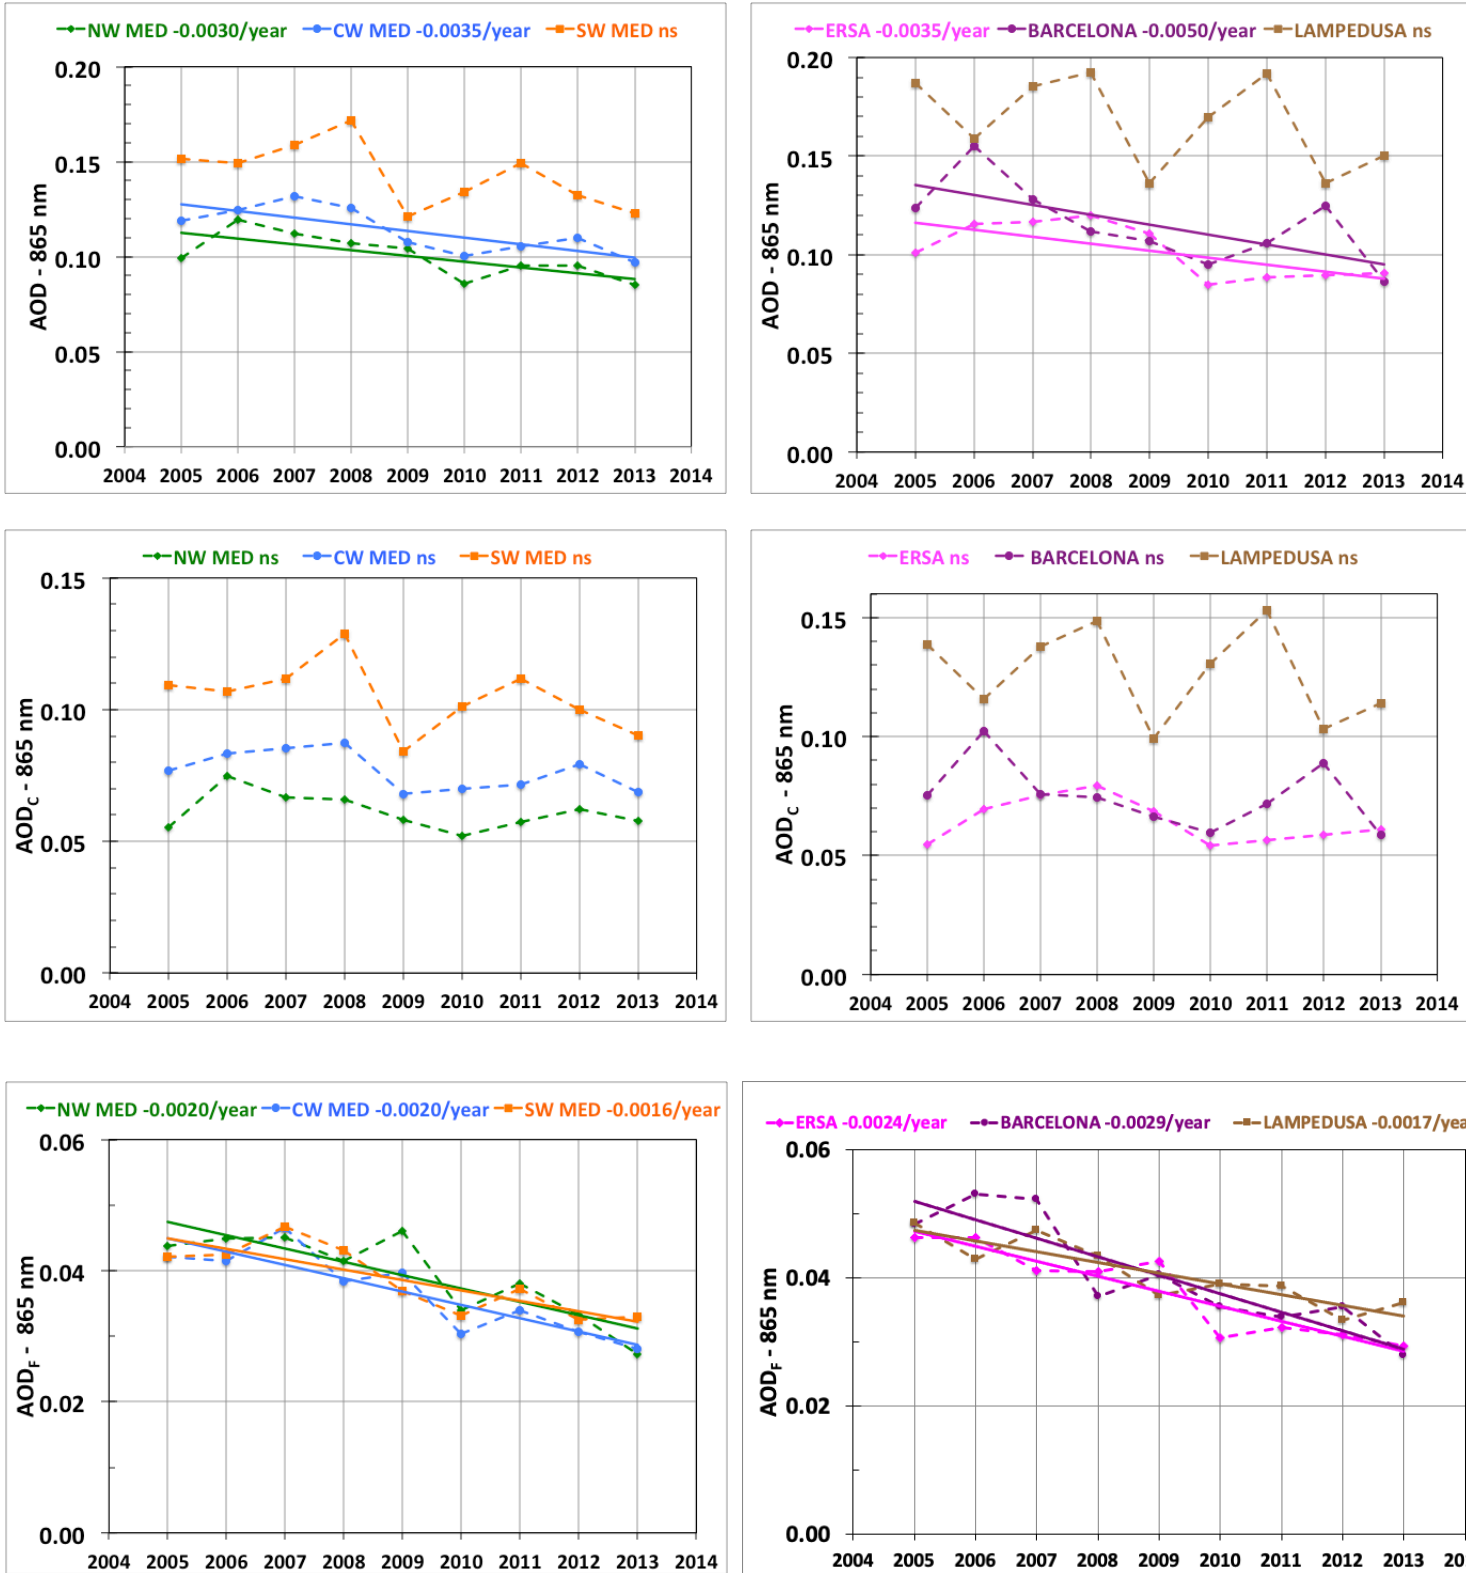 NW MED -0.0030/year CW MED -0.0035/year SW MED ns
0.20
0.15
0.10
0.05
0.00
AOD - 865 nm
2004 2005 2006 2007 2008 2009 2010 2011 2012 2013 2014
ERSA -0.0035/year BARCELONA -0.0050/year LAMPEDUSA ns
0.20
0.15
0.10
0.05
0.00
AOD - 865 nm
2004 2005 2006 2007 2008 2009 2010 2011 2012 2013 2014
NW MED ns CW MED ns SW MED ns
0.15
0.10
0.05
0.00
AODC - 865 nm
2004 2005 2006 2007 2008 2009 2010 2011 2012 2013 2014
ERSA ns BARCELONA ns LAMPEDUSA ns
0.15
0.10
0.05
0.00
AODC - 865 nm
2004 2005 2006 2007 2008 2009 2010 2011 2012 2013 2014
NW MED -0.0020/year CW MED -0.0020/year SW MED -0.0016/year
0.06
0.04
0.02
0.00
AODF - 865 nm
2004 2005 2006 2007 2008 2009 2010 2011 2012 2013 2014
ERSA -0.0024/year BARCELONA -0.0029/year LAMPEDUSA -0.0017/yea
0.06
0.04
0.02
0.00
AODF - 865 nm
2004 2005 2006 2007 2008 2009 2010 2011 2012 2013 20